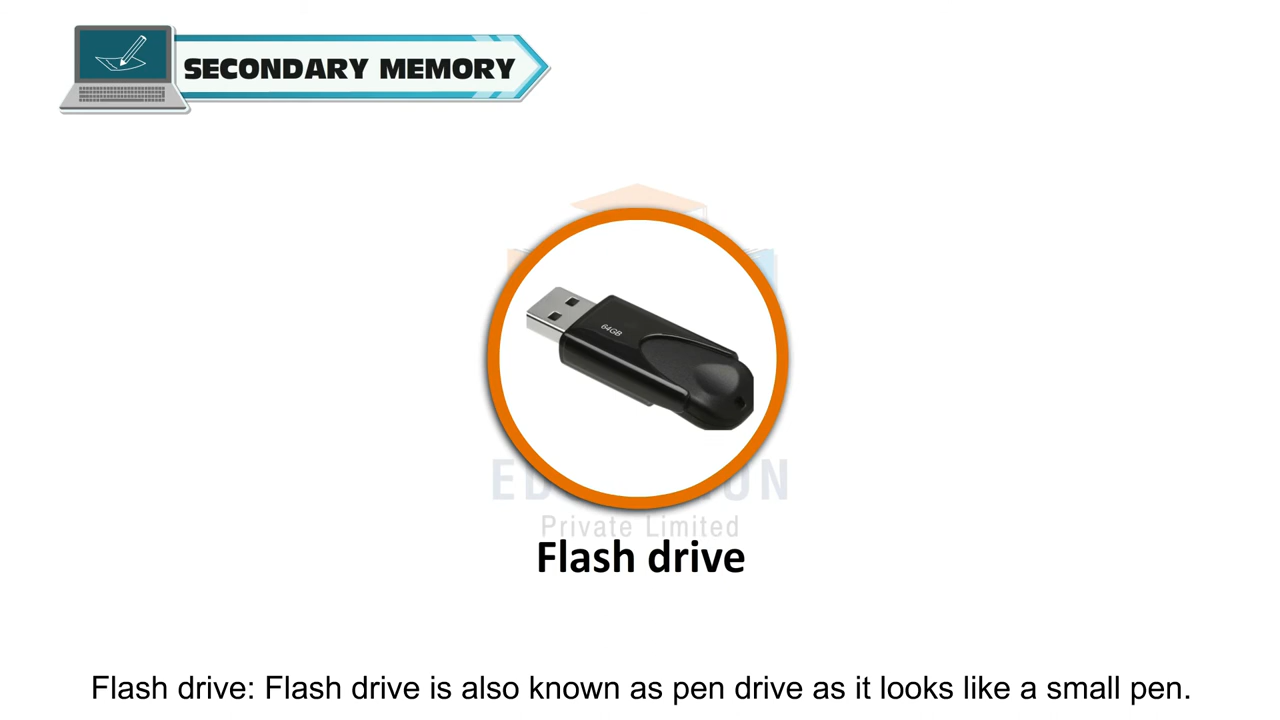 SECONDARY MEMORY
64GB
Private Limited
Flash drive
Flash drive: Flash drive is also known as pen drive as it looks like a small pen.